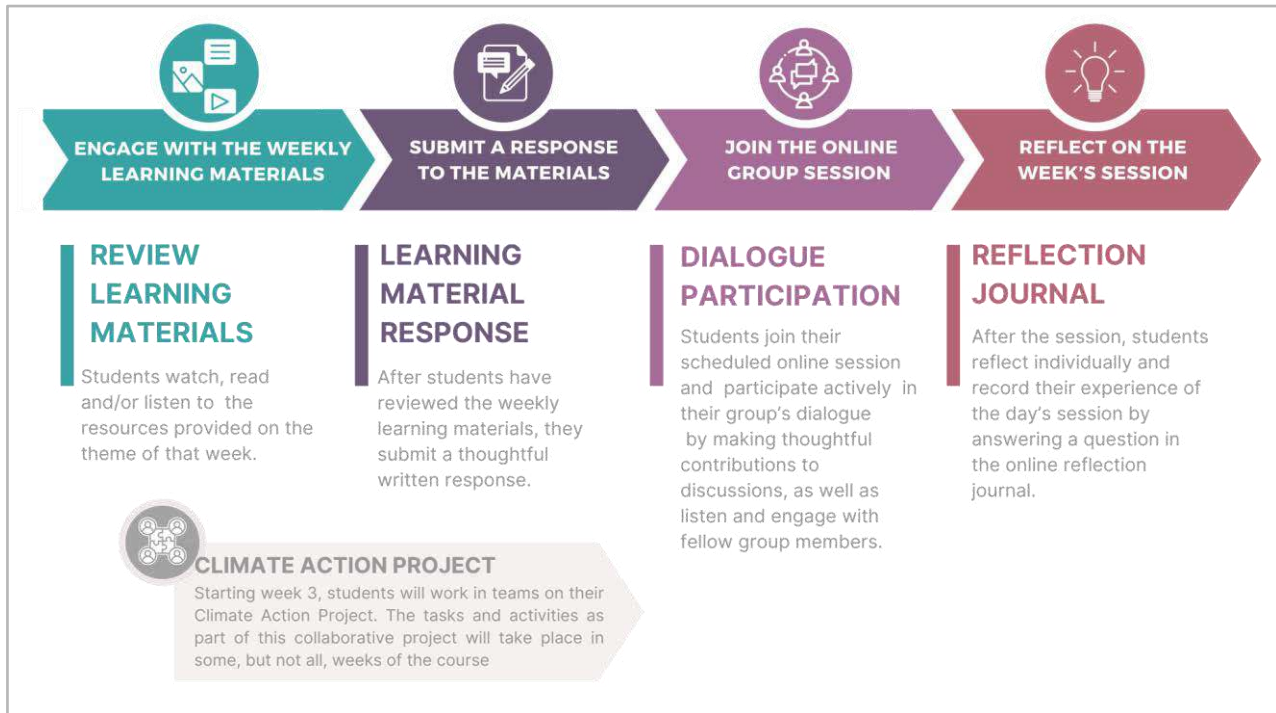 ENGAGE WITH THE WEEKLY
LEARNING MATERIALS
SUBMIT A RESPONSE
TO THE MATERIALS
JOIN THE ONLINE
GROUP SESSION
REFLECT ON THE
WEEK'S SESSION
REVIEW
LEARNING
MATERIALS
Students watch, read
and/or listen to the
resources provided on the
theme of that week.
LEARNING
MATERIAL
RESPONSE
After students have
reviewed the weekly
learning materials, they
submit a thoughtful
written response.
DIALOGUE
PARTICIPATION
Students join their
scheduled online session
and participate actively in
their group's dialogue
by making thoughtful
contributions to
discussions, as well as
listen and engage with
fellow group members.
REFLECTION
JOURNAL
After the session, students
reflect individually and
record their experience of
the day's session by
answering a question in
the online reflection
journal.
CLIMATE ACTION PROJECT
Starting week 3, students will work in teams on their
Climate Action Project. The tasks and activities as
part of this collaborative project will take place in
some, but not all, weeks of the course